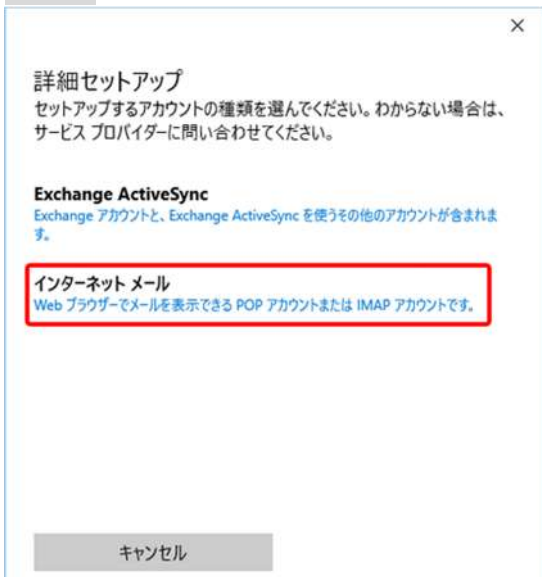 詳細セットアップ
セットアップするアカウントの種類を選んでください。わからない場合は、
サービス プロバイダーに問い合わせてください。
Exchange ActiveSync
Exchange アカウントと、Exchange ActiveSync を使うその他のアカウントが含まれま
す。
インターネット メール
Web ブラウザーでメールを表示できる POP アカウントまたは IMAP アカウントです。
キャンセル